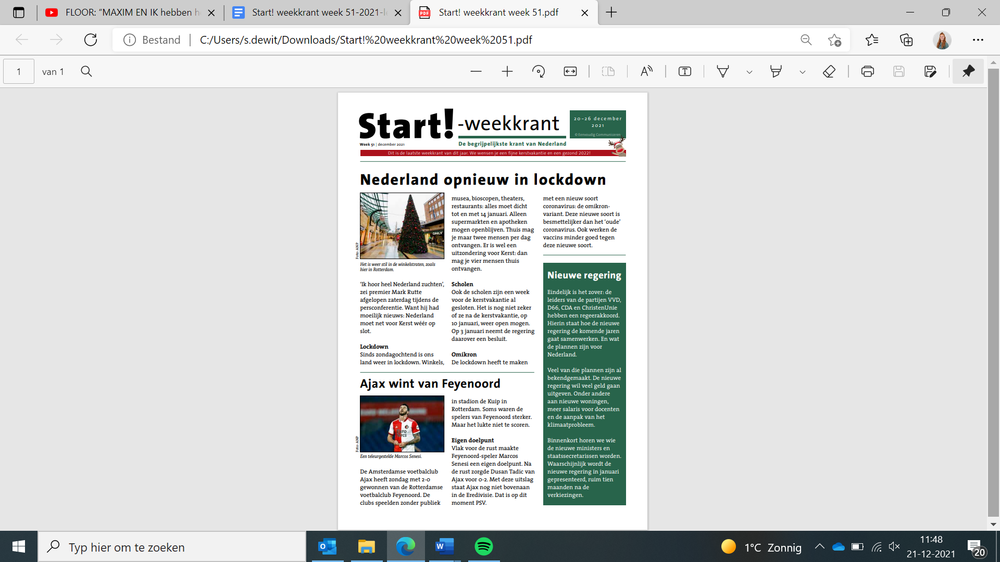 FLOOR: “MAXIM EN IK hebben h
Start! weekkrant week 51-2021-l
Start! weekkrant week 51.pdf
Bestand
C:/Users/s.dewit/Downloads/Start!%20weekkrant%20week%2051.pdf
1
van 1
Start!-weekkrant
20-26 december
2021
© Eenvoudig Communiceren
Week 51 | december 2021
De begrijpelijkste krant van Nederland
Dit is de laatste weekkrant van dit jaar. We wensen je een fijne kerstvakantie en een gezond 2022!
Nederland opnieuw in lockdown
ONLY
Foto: ANP
Het is weer stil in de winkelstraten, zoals
hier in Rotterdam.
‘Ik hoor heel Nederland zuchten’,
zei premier Mark Rutte
afgelopen zaterdag tijdens de
persconferentie. Want hij had
moeilijk nieuws: Nederland
moet net voor Kerst wéér op
slot.
Lockdown
Sinds zondagochtend is ons
land weer in lockdown. Winkels,
musea, bioscopen, theaters,
restaurants: alles moet dicht
tot en met 14 januari. Alleen
supermarkten en apotheken
mogen openblijven. Thuis mag
je maar twee mensen per dag
ontvangen. Er is wel een
uitzondering voor Kerst: dan
mag je vier mensen thuis
ontvangen.
Scholen
Ook de scholen zijn een week
voor de kerstvakantie al
gesloten. Het is nog niet zeker
of ze na de kerstvakantie, op
10 januari, weer open mogen.
Op 3 januari neemt de regering
daarover een besluit.
Omikron
De lockdown heeft te maken
met een nieuw soort
coronavirus: de omikron-
variant. Deze nieuwe soort is
besmettelijker dan het ‘oude’
coronavirus. Ook werken de
vaccins minder goed tegen
deze nieuwe soort.
Nieuwe regering
Eindelijk is het zover: de
leiders van de partijen VVD,
D66, CDA en ChristenUnie
hebben een regeerakkoord.
Hierin staat hoe de nieuwe
regering de komende jaren
gaat samenwerken. En wat
de plannen zijn voor
Nederland.
Veel van die plannen zijn al
bekendgemaakt. De nieuwe
regering wil veel geld gaan
uitgeven. Onder andere
aan nieuwe woningen,
meer salaris voor docenten
en de aanpak van het
klimaatprobleem.
Binnenkort horen we wie
de nieuwe ministers en
staatssecretarissen worden.
Waarschijnlijk wordt de
nieuwe regering in januari
gepresenteerd, ruim tien
maanden na de
verkiezingen.
Ajax wint van Feyenoord
Foto: ANP
Een teleurgestelde Marcos Senesi.
De Amsterdamse voetbalclub
Ajax heeft zondag met 2-0
gewonnen van de Rotterdamse
voetbalclub Feyenoord. De
clubs speelden zonder publiek
in stadion de Kuip in
Rotterdam. Soms waren de
spelers van Feyenoord sterker.
Maar het lukte niet te scoren.
Eigen doelpunt
Vlak voor de rust maakte
Feyenoord-speler Marcos
Senesi een eigen doelpunt. Na
de rust zorgde Dusan Tadic van
Ajax voor 0-2. Met deze uitslag
staat Ajax nog niet bovenaan
in de Eredivisie. Dat is op dit
moment PSV.
Typ hier om te zoeken
1°C Zonnig
11:48
21-12-2021
20